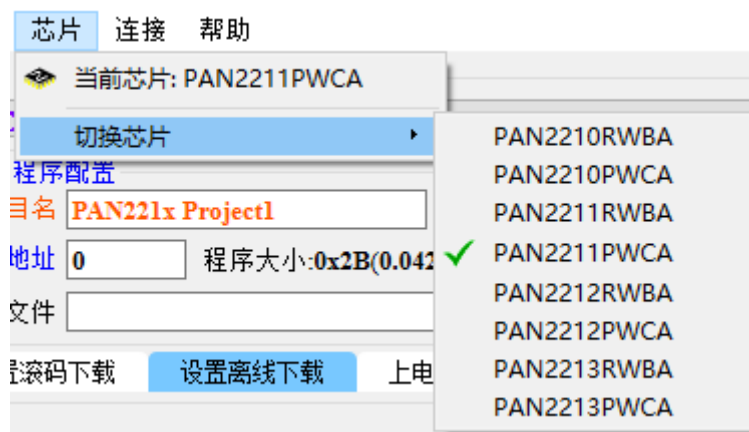 芯片 连接 帮助
当前芯片: PAN2211PWCA
切换芯片
PAN2210RWBA
PAN2210PWCA
PAN2211RWBA
PAN2211PWCA
PAN2212RWBA
PAN2212PWCA
PAN2213RWBA
PAN2213PWCA
程序配置
目名 PAN221x Project1
地址 0 程序大小:0x2B(0.042
文件
置滚码下载 设置离线下载 上电